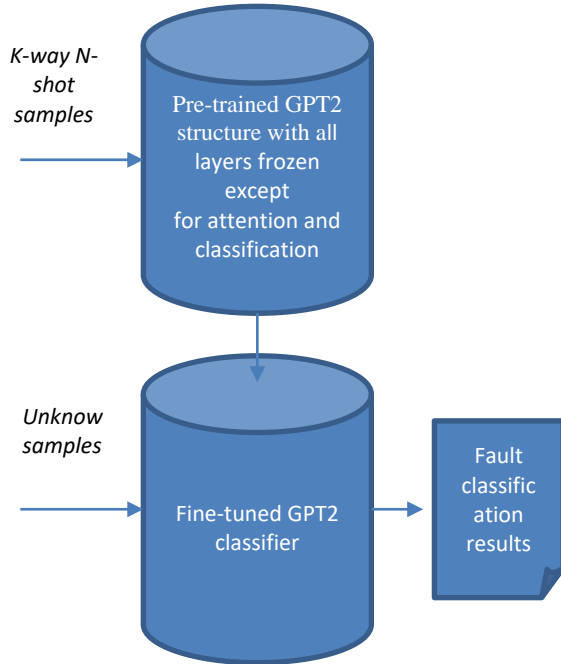 K-way N-
shot
samples
Pre-trained GPT2
structure with all
layers frozen
except
for attention and
classification
Unknow
samples
Fine-tuned GPT2
classifier
Fault
classific
ation
results